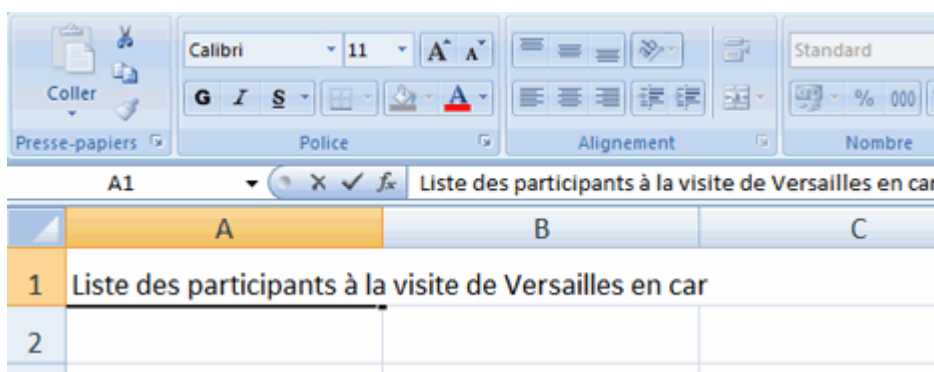 Calibri 11 A A Standard
Coller G I S A % 000
Presse-papiers Police Alignement Nombre
A1 fx Liste des participants à la visite de Versailles en car
A B C
1 Liste des participants à la visite de Versailles en car
2